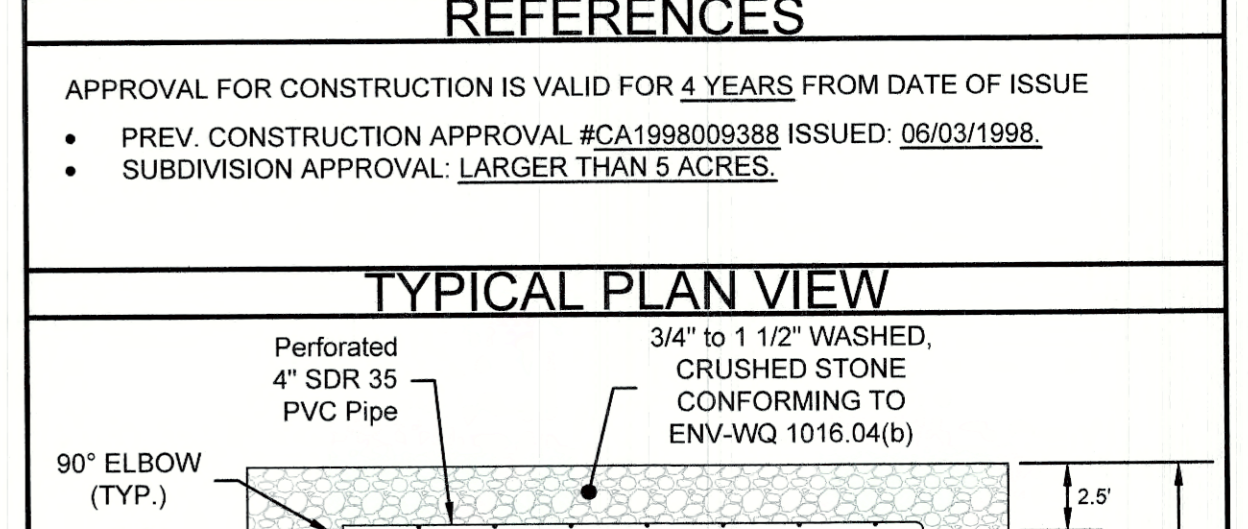 REFERENCES
APPROVAL FOR CONSTRUCTION IS VALID FOR 4 YEARS FROM DATE OF ISSUE
• PREV. CONSTRUCTION APPROVAL #CA1998009388 ISSUED: 06/03/1998.
• SUBDIVISION APPROVAL: LARGER THAN 5 ACRES.
TYPICAL PLAN VIEW
Perforated
4" SDR 35
PVC Pipe
3/4" to 1 1/2" WASHED,
CRUSHED STONE
CONFORMING TO
ENV-WQ 1016.04(b)
90° ELBOW
(TYP.)
2.5'